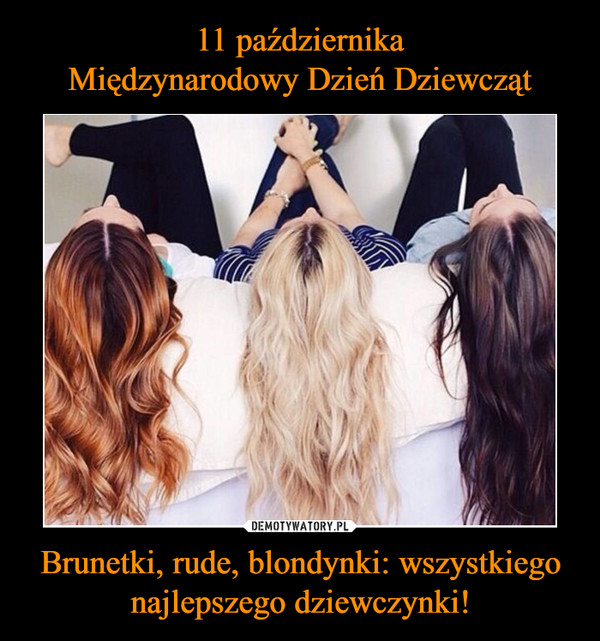 11 października
Międzynarodowy Dzień Dziewcząt
DEMOTYWATORY.PL
Brunetki, rude, blondynki: wszystkiego
najlepszego dziewczynki!